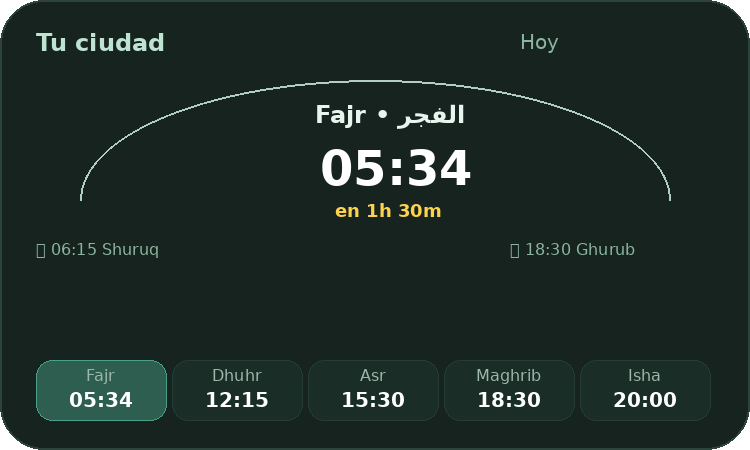 Tu ciudad
Hoy
Fajr • الفجر
05:34
en 1h 30m
06:15 Shuruq
18:30 Ghurub
Fajr
05:34
Dhuhr
12:15
Asr
15:30
Maghrib
18:30
Isha
20:00